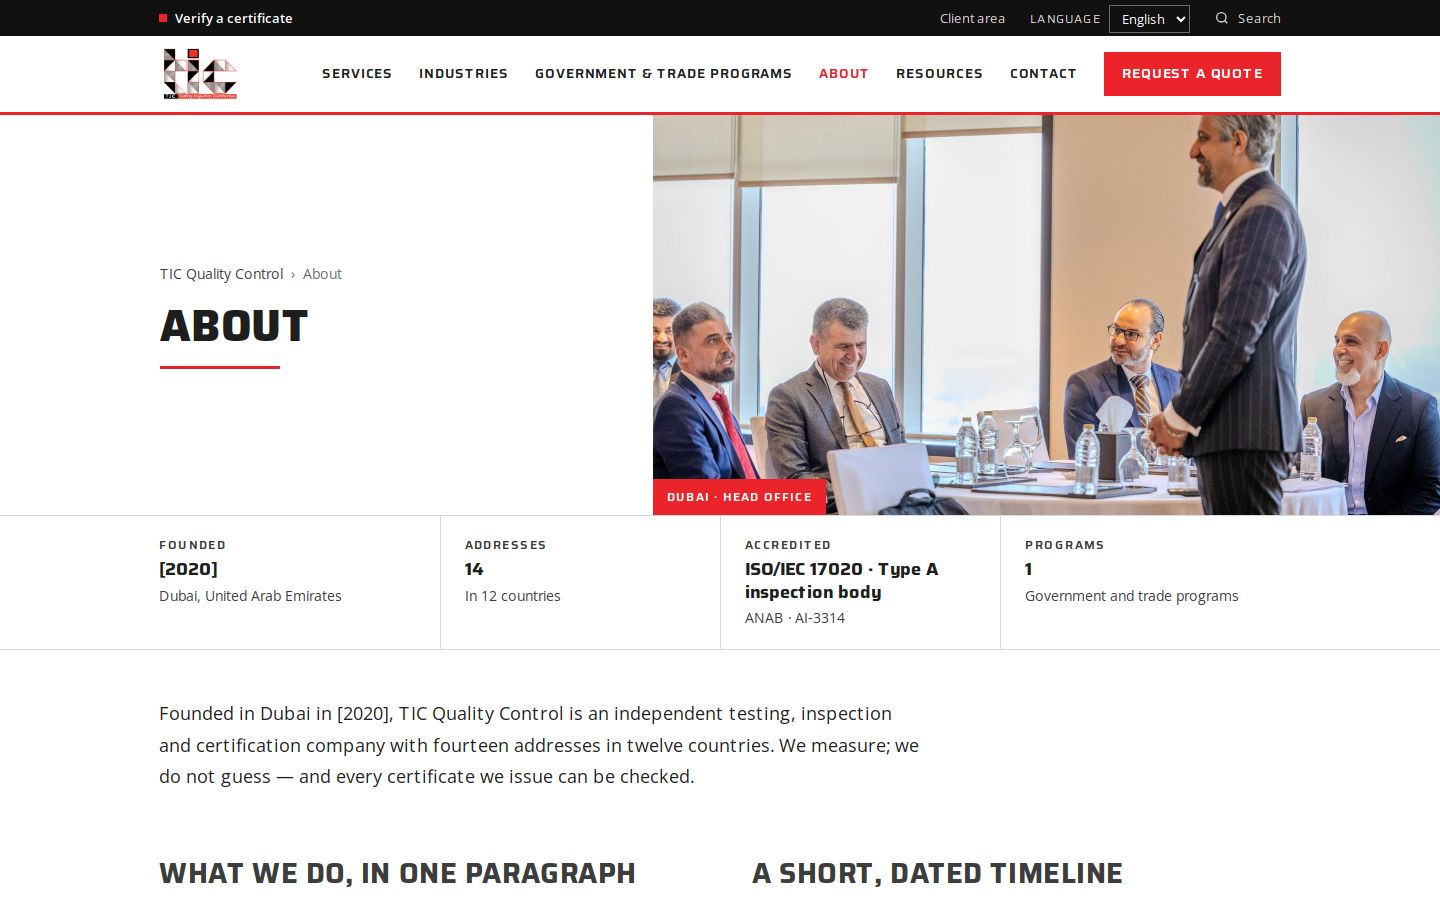 Verify a certificate
Client area
LANGUAGE
English
Search
tic
SERVICES
INDUSTRIES
GOVERNMENT & TRADE PROGRAMS
ABOUT
RESOURCES
CONTACT
REQUEST A QUOTE
TIC Quality Control › About
ABOUT
DUBAI · HEAD OFFICE
FOUNDED
[2020]
Dubai, United Arab Emirates
ADDRESSES
14
In 12 countries
ACCREDITED
ISO/IEC 17020 · Type A
inspection body
ANAB · AI-3314
PROGRAMS
1
Government and trade programs
Founded in Dubai in [2020], TIC Quality Control is an independent testing, inspection
and certification company with fourteen addresses in twelve countries. We measure; we
do not guess — and every certificate we issue can be checked.
WHAT WE DO, IN ONE PARAGRAPH
A SHORT, DATED TIMELINE